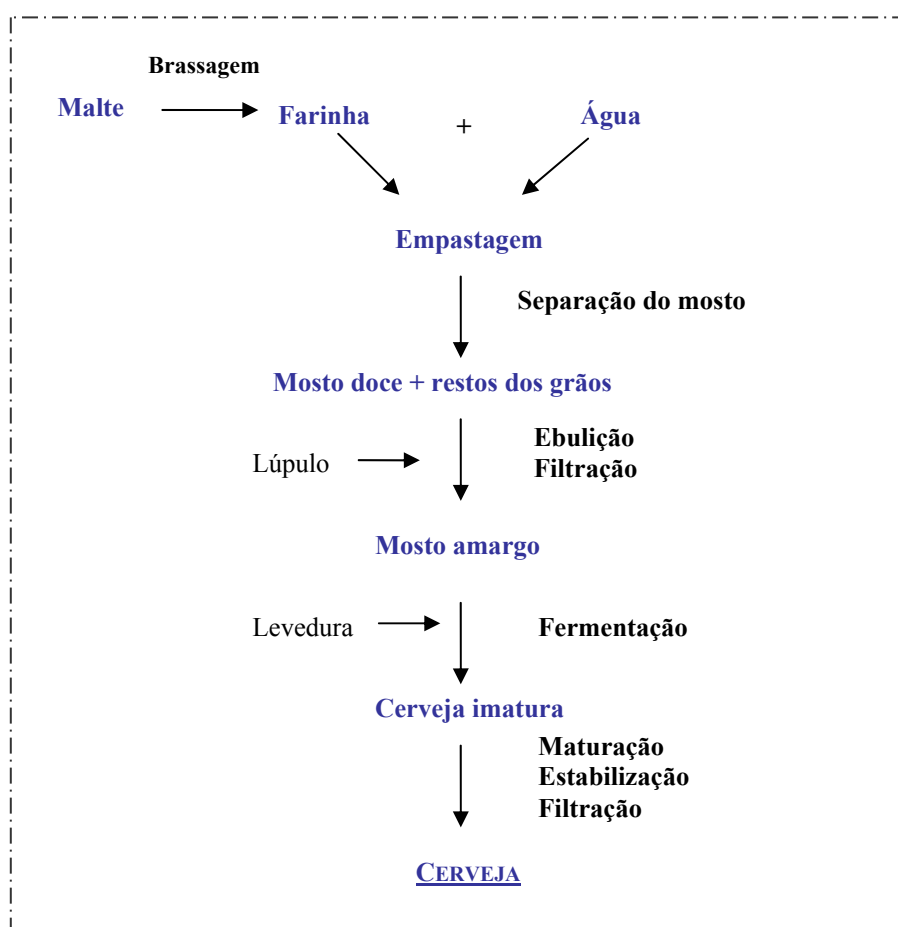 Brassagem
Malte
Farinha
+
Água
Empastagem
Separação do mosto
Mosto doce + restos dos grãos
Lúpulo
Ebulição
Filtração
Mosto amargo
Levedura
Fermentação
Cerveja imatura
Maturação
Estabilização
Filtração
CERVEJA